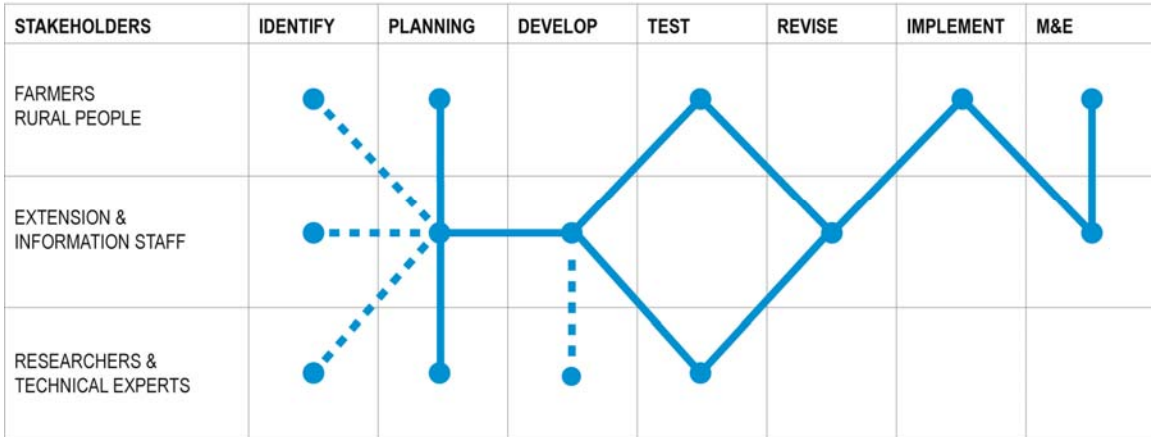 STAKEHOLDERS IDENTIFY PLANNING DEVELOP TEST REVISE IMPLEMENT M&E
FARMERS
RURAL PEOPLE
EXTENSION &
INFORMATION STAFF
RESEARCHERS &
TECHNICAL EXPERTS